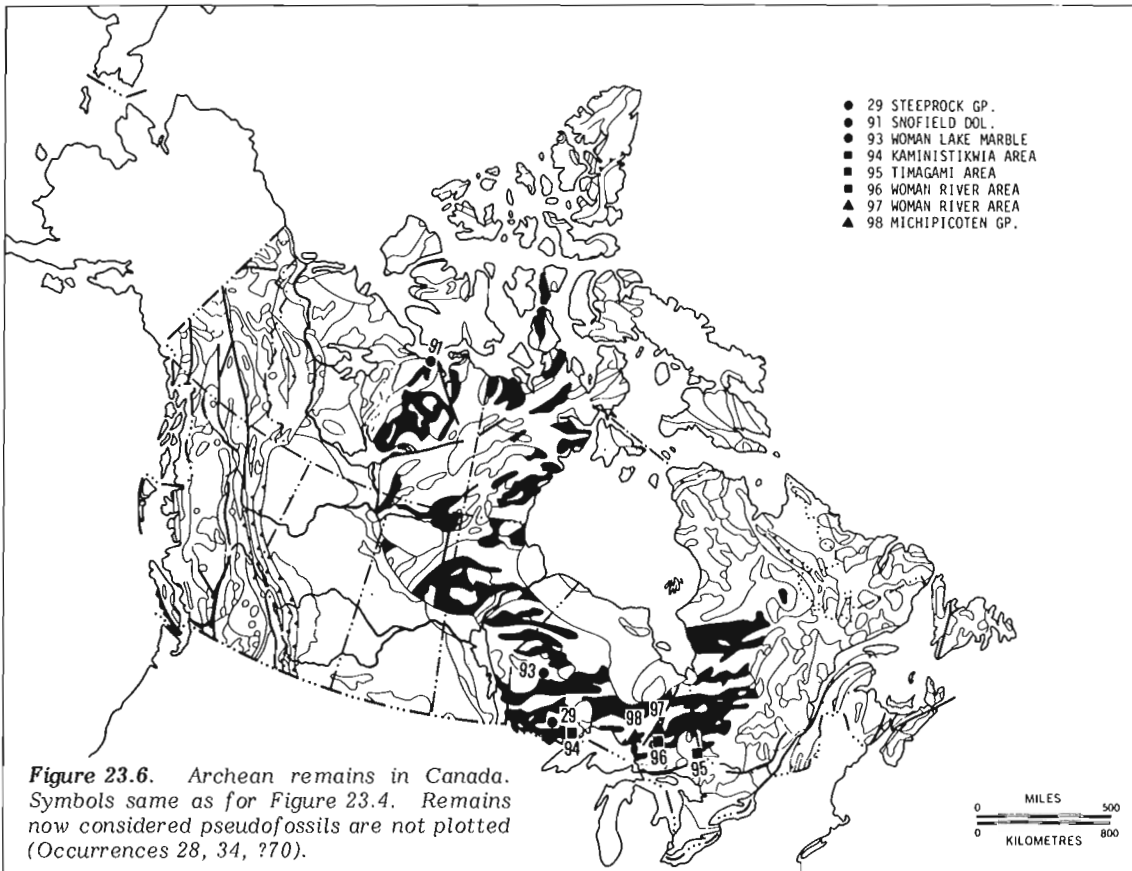 ● 29 STEEPROCK GP.
● 91 SNOFIELD DOL.
● 93 WOMAN LAKE MARBLE
■ 94 KAMINISTIKWIA AREA
■ 95 TIMAGAMI AREA
■ 96 WOMAN RIVER AREA
▲ 97 WOMAN RIVER AREA
▲ 98 MICHIPICOTEN GP.
91
93
29
94
98
97
96
95
Figure 23.6. Archean remains in Canada.
Symbols same as for Figure 23.4. Remains
now considered pseudofossils are not plotted
(Occurrences 28, 34, ?70).
MILES
0 500
0 800
KILOMETRES